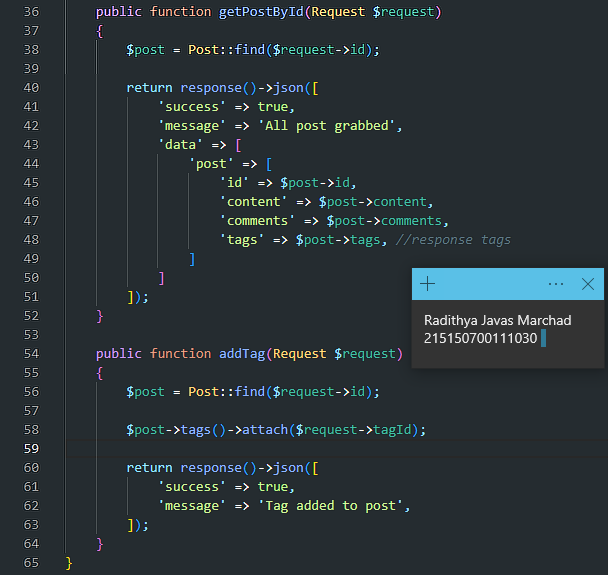 36 public function getPostById(Request $request)
37 {
38 $post = Post::find($request->id);
39
40 return response()->json([
41 'success' => true,
42 'message' => 'All post grabbed',
43 'data' => [
44 'post' => [
45 'id' => $post->id,
46 'content' => $post->content,
47 'comments' => $post->comments,
48 'tags' => $post->tags, //response tags
49 ]
50 ]
51 ]);
52 }
53
54 public function addTag(Request $request)
55 {
56 $post = Post::find($request->id);
57
58 $post->tags()->attach($request->tagId);
59
60 return response()->json([
61 'success' => true,
62 'message' => 'Tag added to post',
63 ]);
64 }
65 }
Radithya Javas Marchad
215150700111030